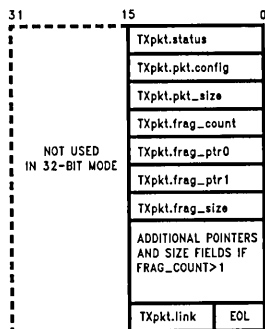 31 15 0
TXpkt.status
TXpkt.pkt.config
TXpkt.pkt_size
TXpkt.frag_count
NOT USED
IN 32-BIT MODE
TXpkt.frag_ptr0
TXpkt.frag_ptr1
TXpkt.frag_size
ADDITIONAL POINTERS
AND SIZE FIELDS IF
FRAG_COUNT>1
TXpkt.link EOL